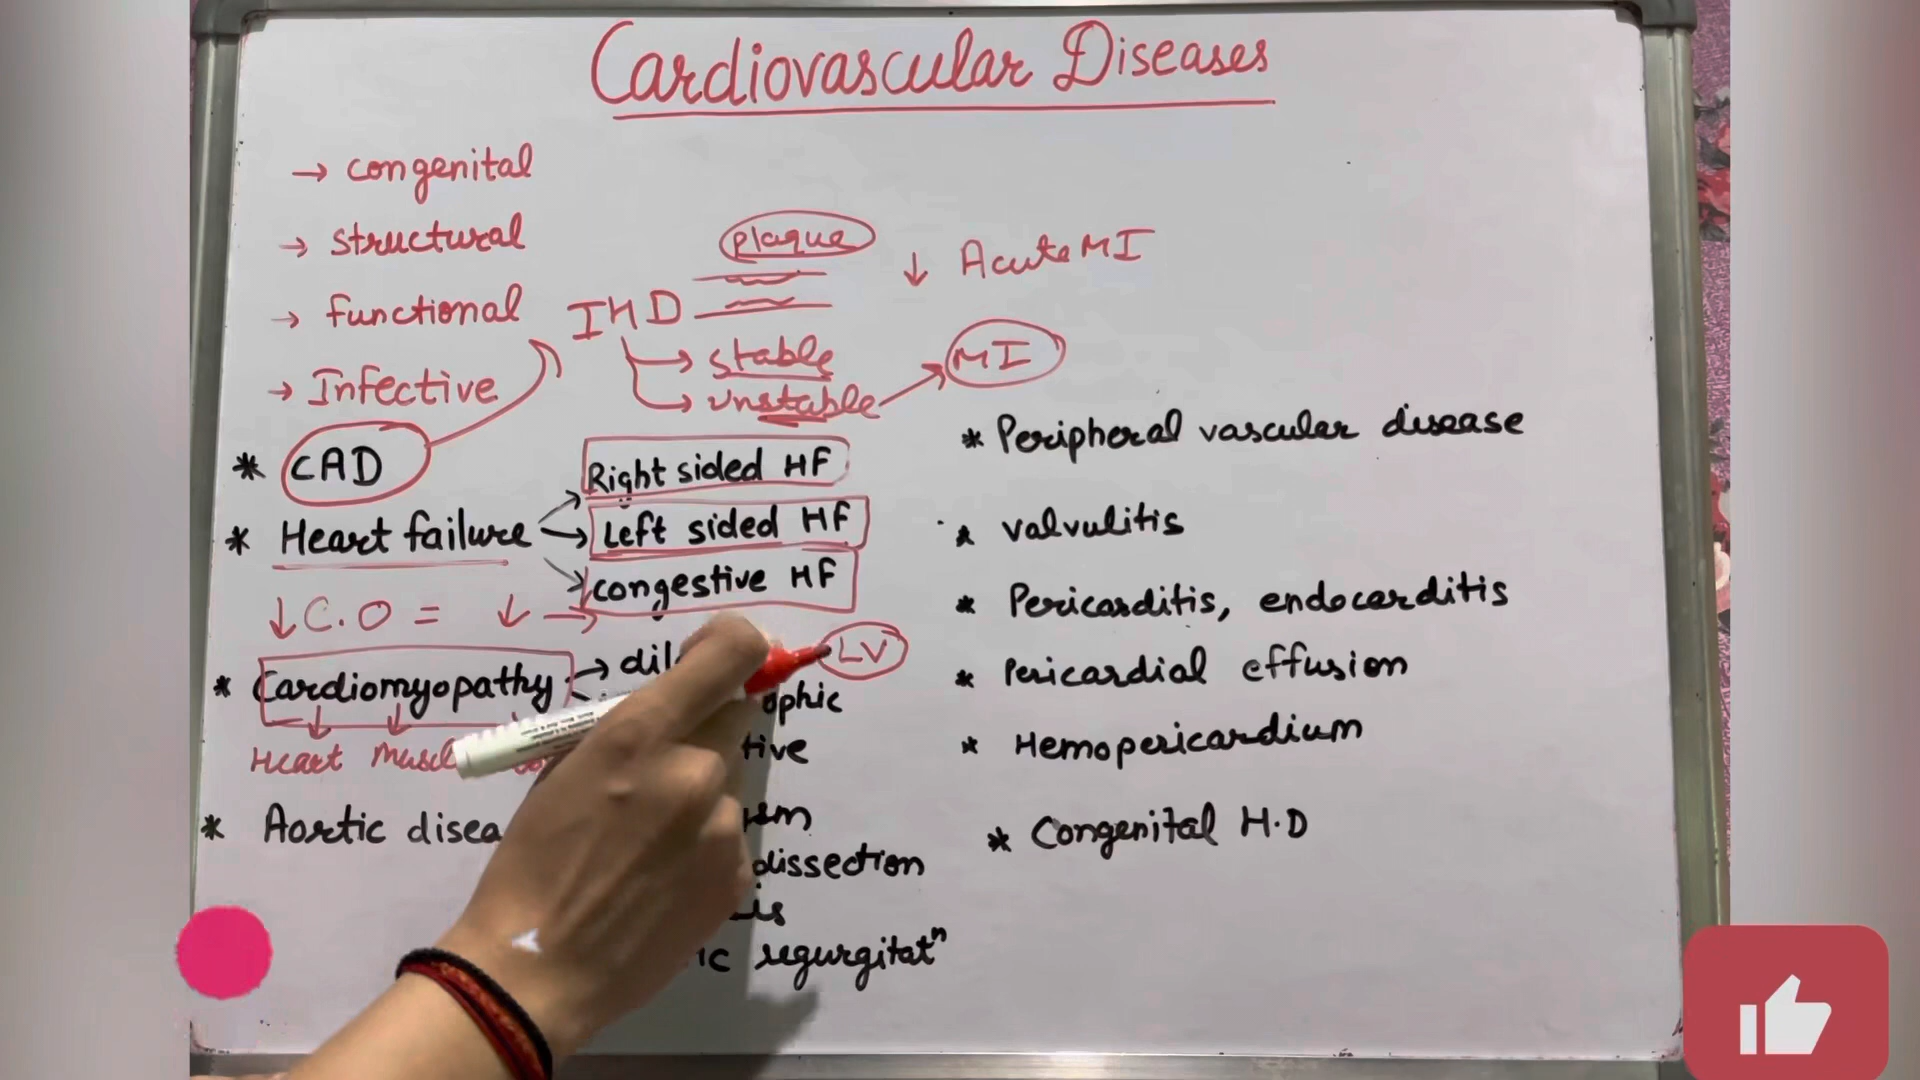 Cardiovascular Diseases
→ congenital
→ structural
→ functional
→ Infective
plaque
↓ Acute MI
IHD
→ stable
→ unstable
MI
* CAD
* Heart failure
Right sided HF
Left sided HF
congestive HF
↓ C.O = ↓ →
* Cardiomyopathy →
LV
Heart
* Aortic
dissection
regurgitatⁿ
* Peripheral vascular disease
* valvulitis
* Pericarditis, endocarditis
* Pericardial effusion
* Hemopericardium
* Congenital H.D